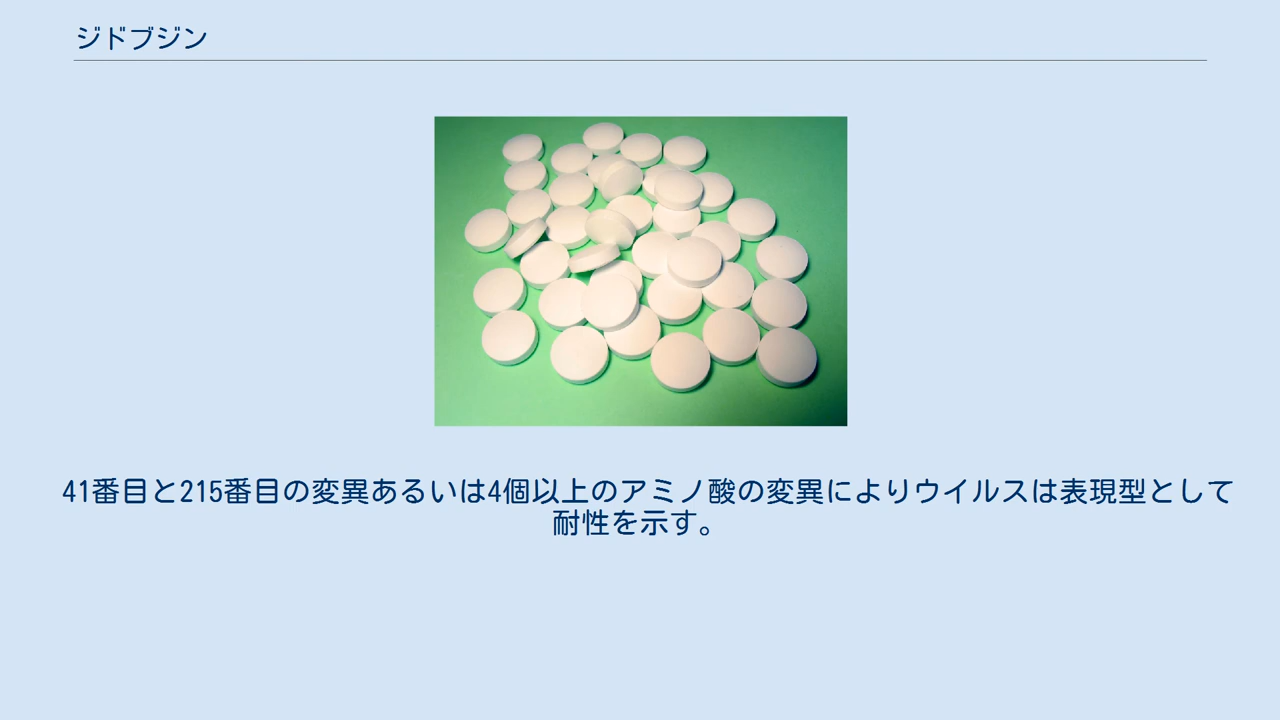 ジドブジン
41番目と215番目の変異あるいは4個以上のアミノ酸の変異によりウイルスは表現型として
耐性を示す。